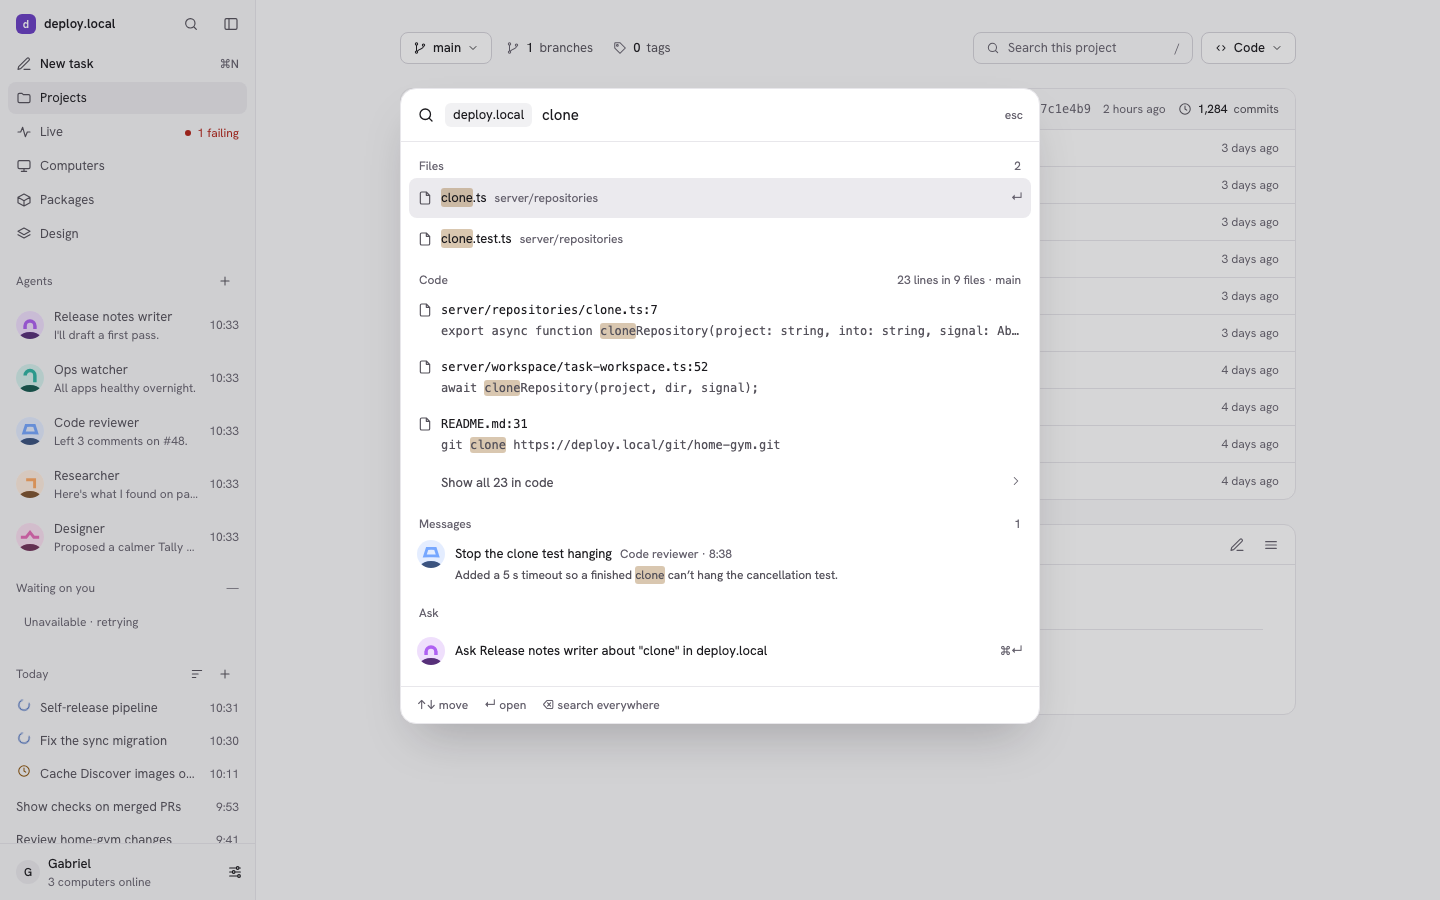 d deploy.local
New task ⌘N
Projects
Live 1 failing
Computers
Packages
Design
Agents
Release notes writer 10:33
I'll draft a first pass.
Ops watcher 10:33
All apps healthy overnight.
Code reviewer 10:33
Left 3 comments on #48.
Researcher 10:33
Here's what I found on pa…
Designer 10:33
Proposed a calmer Tally …
Waiting on you
Unavailable · retrying
Today
Self-release pipeline 10:31
Fix the sync migration 10:30
Cache Discover images o… 10:11
Show checks on merged PRs 9:53
Review home-gym changes 9:41
G Gabriel
3 computers online
main 1 branches 0 tags Search this project / Code
7c1e4b9 2 hours ago 1,284 commits
3 days ago
3 days ago
3 days ago
3 days ago
3 days ago
3 days ago
4 days ago
4 days ago
4 days ago
4 days ago
deploy.local clone esc
Files 2
clone.ts server/repositories
clone.test.ts server/repositories
Code 23 lines in 9 files · main
server/repositories/clone.ts:7
export async function cloneRepository(project: string, into: string, signal: Ab…
server/workspace/task-workspace.ts:52
await cloneRepository(project, dir, signal);
README.md:31
git clone https://deploy.local/git/home-gym.git
Show all 23 in code
Messages 1
Stop the clone test hanging Code reviewer · 8:38
Added a 5 s timeout so a finished clone can’t hang the cancellation test.
Ask
Ask Release notes writer about "clone" in deploy.local ⌘↵
↑↓ move ↵ open ⌫ search everywhere